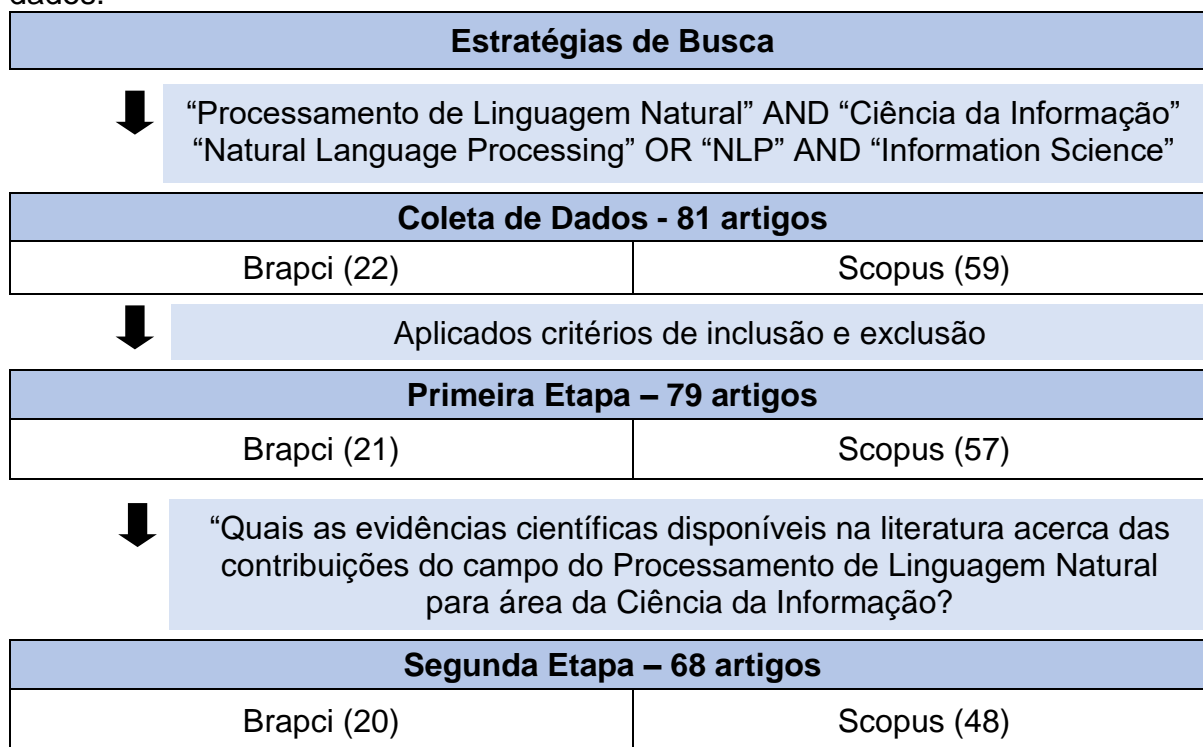 dados.
Estratégias de Busca
“Processamento de Linguagem Natural” AND “Ciência da Informação”
“Natural Language Processing” OR “NLP” AND “Information Science”
Coleta de Dados - 81 artigos
Brapci (22)
Scopus (59)
Aplicados critérios de inclusão e exclusão
Primeira Etapa – 79 artigos
Brapci (21)
Scopus (57)
“Quais as evidências científicas disponíveis na literatura acerca das
contribuições do campo do Processamento de Linguagem Natural
para área da Ciência da Informação?
Segunda Etapa – 68 artigos
Brapci (20)
Scopus (48)